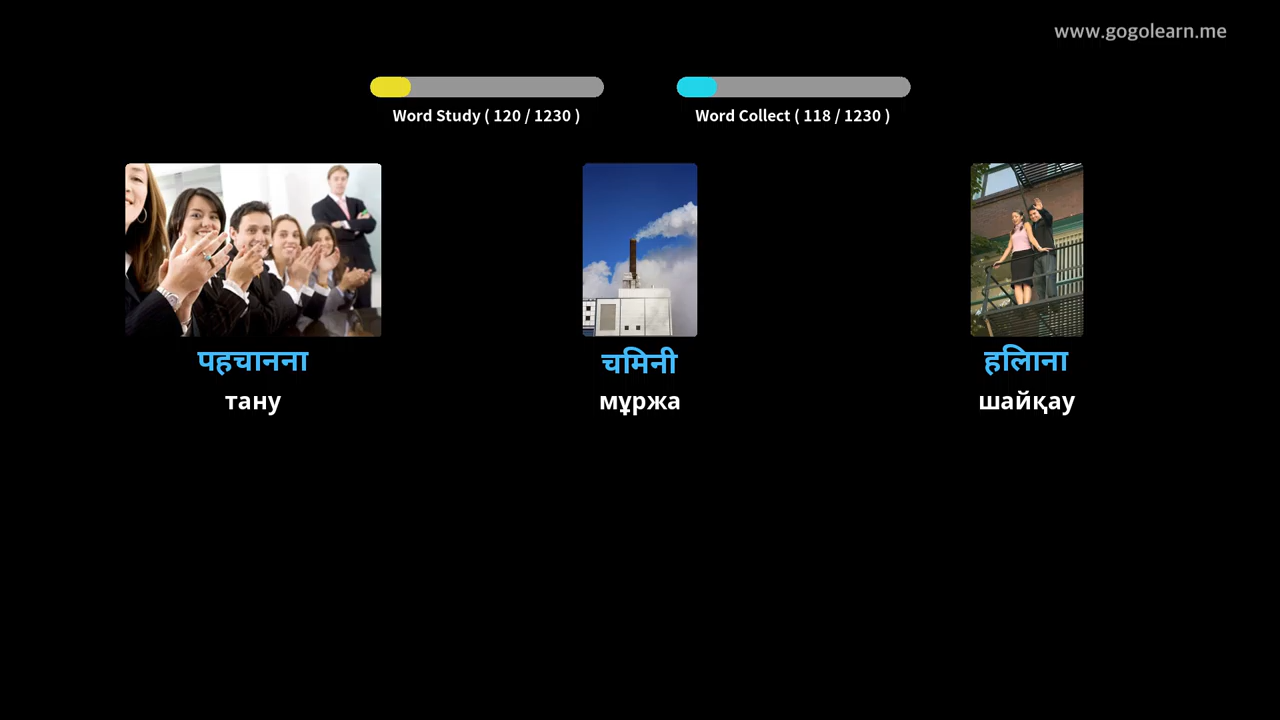 www.gogolearn.me
Word Study ( 120 / 1230 )
Word Collect ( 118 / 1230 )
पहचानना
चिमनी
हिलाना
тану
мұржа
шайқау